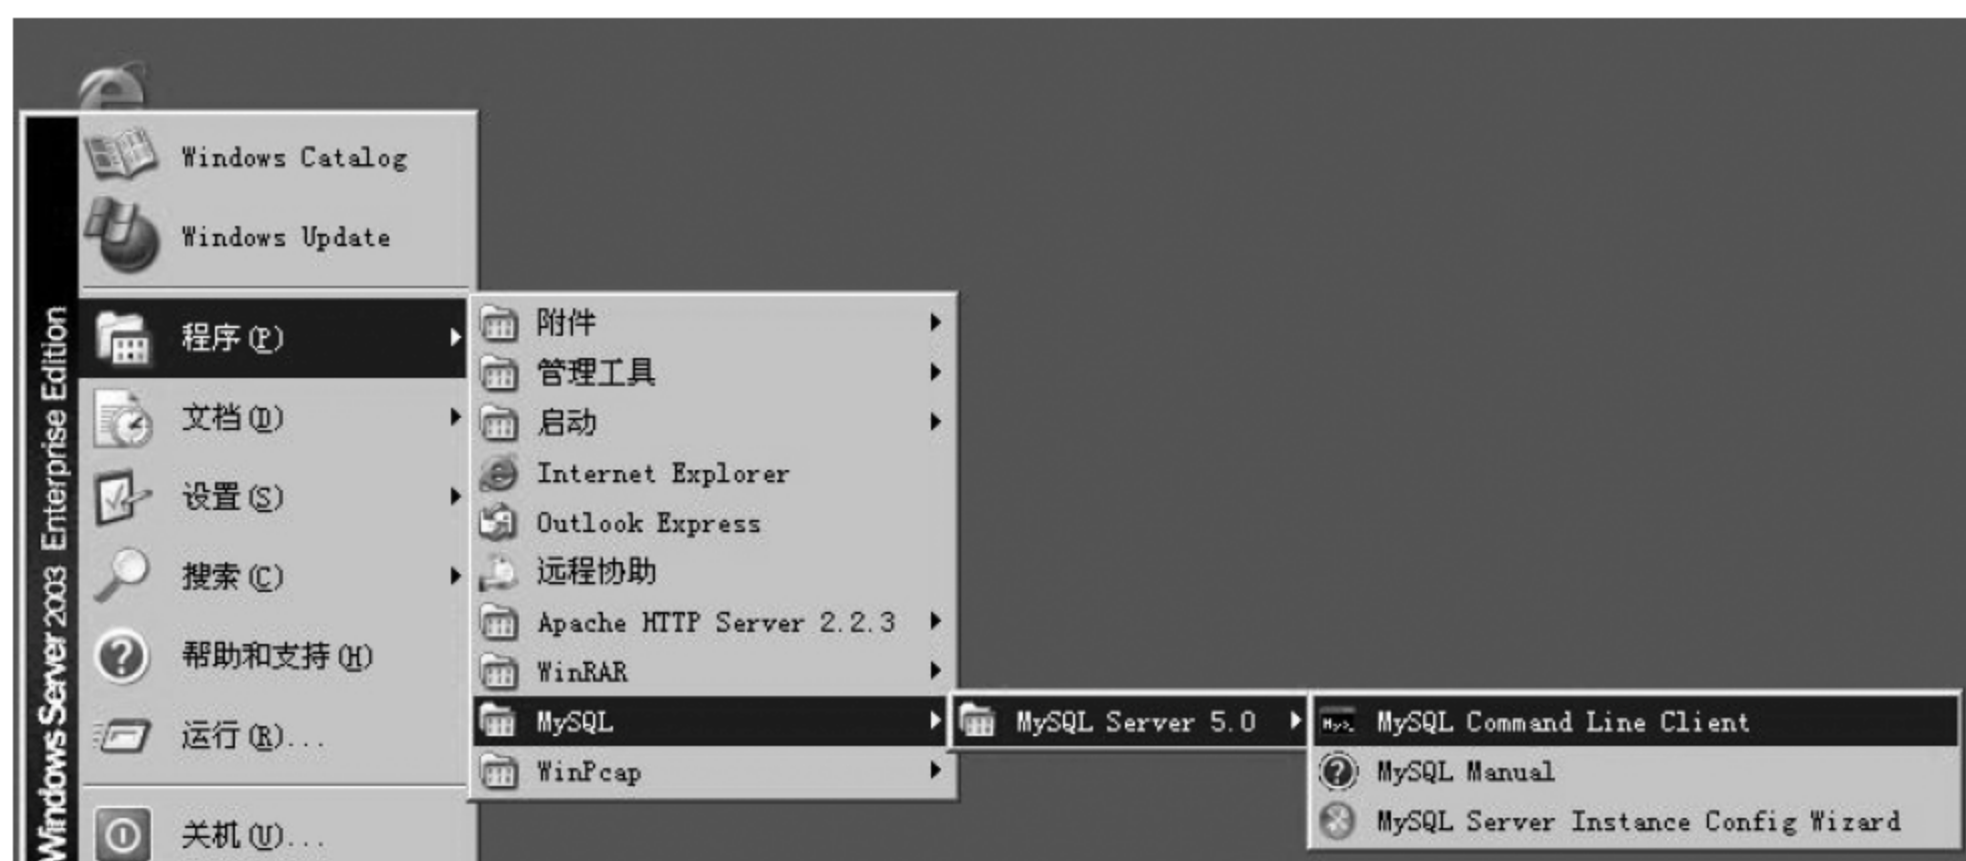 Windows Catalog
Windows Update
程序(P)
文档(D)
设置(S)
搜索(C)
帮助和支持(H)
运行(R)...
关机(U)...
Windows Server 2003 Enterprise Edition
附件
管理工具
启动
Internet Explorer
Outlook Express
远程协助
Apache HTTP Server 2.2.3
WinRAR
MySQL
WinPcap
MySQL Server 5.0
MySQL Command Line Client
MySQL Manual
MySQL Server Instance Config Wizard